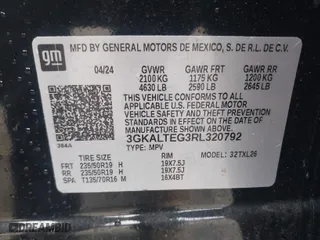 gm
MFD BY GENERAL MOTORS DE MEXICO, S. DE R.L. DE C.V.
04/24 GVWR GAWR FRT GAWR RR
2100 KG 1175 KG 1200 KG
4630 LB 2590 LB 2645 LB
THIS VEHICLE CONFORMS TO ALL APPLICABLE
U.S. FEDERAL MOTOR VEHICLE SAFETY, BUMPER, AND
THEFT PREVENTION STANDARDS IN EFFECT ON THE DATE
OF MANUFACTURE SHOWN ABOVE.
3GKALTEG3RL320792
384A TYPE: MPV MODEL: 32TXL26
TIRE SIZE RIM
FRT 235/50R19 H 19X7.5J
RR 235/50R19 H 19X7.5J
SPA T135/70R16 M 16X4BT
© DREAMBID